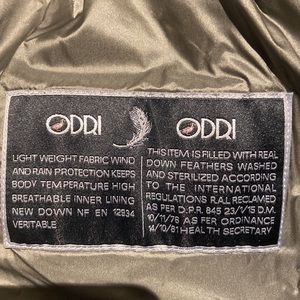 ODRI
LIGHT WEIGHT FABRIC WIND
AND RAIN PROTECTION KEEPS
BODY TEMPERATURE HIGH
BREATHABLE INNER LINING
NEW DOWN NF EN 12934
VERITABLE
ODRI
THIS ITEM IS FILLED WITH REAL
DOWN FEATHERS WASHED
AND STERILIZED ACCORDING
TO THE INTERNATIONAL
REGULATIONS R.A.L RECLAMED
AS PER D:P:R 845 23/1/15 D.M.
10/11/76 AS PER ORDINANCE
14/10/81 HEALTH SECRETARY